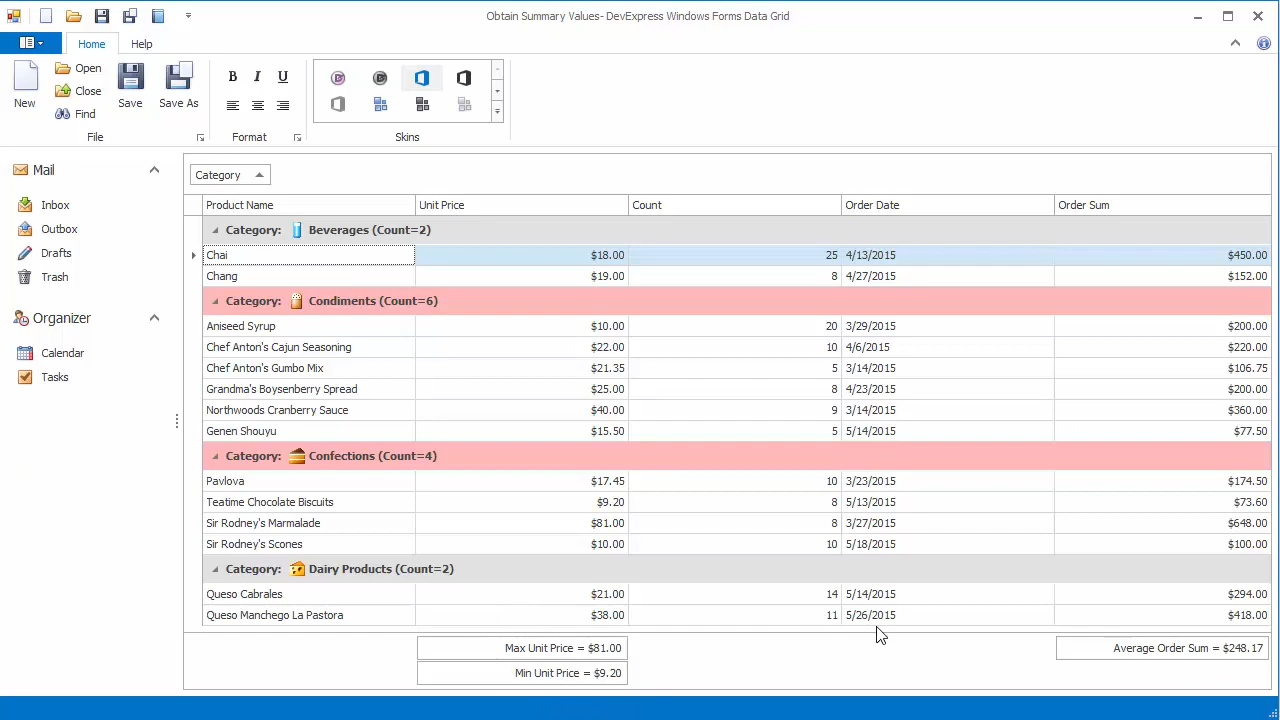 Obtain Summary Values- DevExpress Windows Forms Data Grid
Home Help
New Open Close Find Save Save As
B I U
File Format Skins
Mail
Inbox
Outbox
Drafts
Trash
Organizer
Calendar
Tasks
Category
Product Name Unit Price Count Order Date Order Sum
Category: Beverages (Count=2)
Chai $18.00 25 4/13/2015 $450.00
Chang $19.00 8 4/27/2015 $152.00
Category: Condiments (Count=6)
Aniseed Syrup $10.00 20 3/29/2015 $200.00
Chef Anton's Cajun Seasoning $22.00 10 4/6/2015 $220.00
Chef Anton's Gumbo Mix $21.35 5 3/14/2015 $106.75
Grandma's Boysenberry Spread $25.00 8 4/23/2015 $200.00
Northwoods Cranberry Sauce $40.00 9 3/14/2015 $360.00
Genen Shouyu $15.50 5 5/14/2015 $77.50
Category: Confections (Count=4)
Pavlova $17.45 10 3/23/2015 $174.50
Teatime Chocolate Biscuits $9.20 8 5/13/2015 $73.60
Sir Rodney's Marmalade $81.00 8 3/27/2015 $648.00
Sir Rodney's Scones $10.00 10 5/18/2015 $100.00
Category: Dairy Products (Count=2)
Queso Cabrales $21.00 14 5/14/2015 $294.00
Queso Manchego La Pastora $38.00 11 5/26/2015 $418.00
Max Unit Price = $81.00 Average Order Sum = $248.17
Min Unit Price = $9.20